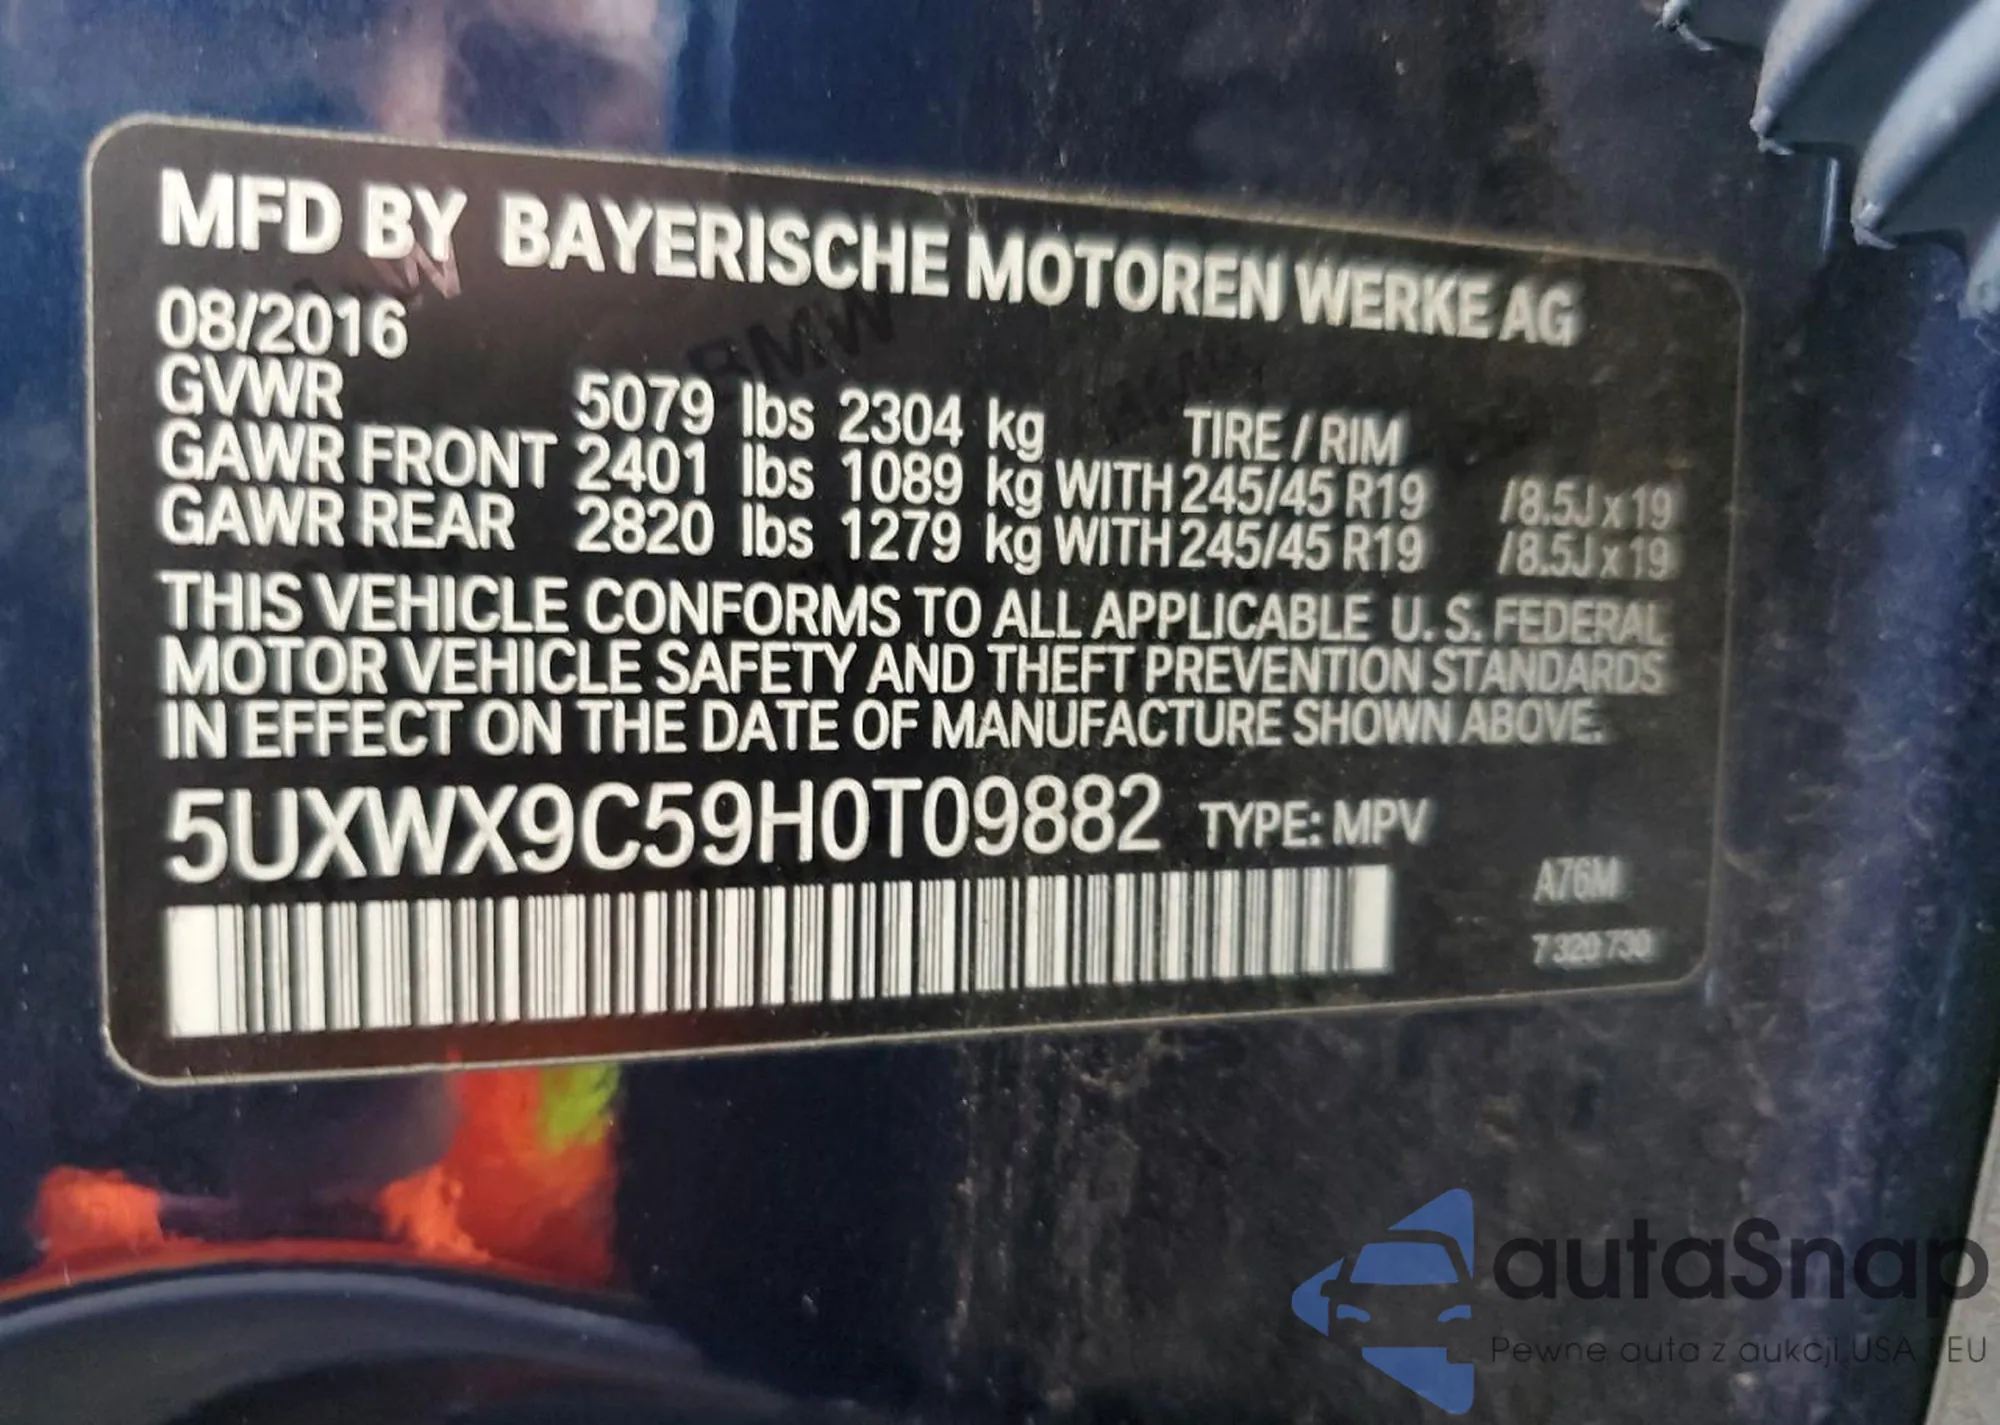 MFD BY BAYERISCHE MOTOREN WERKE AG
08/2016
GVWR 5079 lbs 2304 kg TIRE / RIM
GAWR FRONT 2401 lbs 1089 kg WITH 245/45 R19 /8.5J x 19
GAWR REAR 2820 lbs 1279 kg WITH 245/45 R19 /8.5J x 19
THIS VEHICLE CONFORMS TO ALL APPLICABLE U. S. FEDERAL
MOTOR VEHICLE SAFETY AND THEFT PREVENTION STANDARDS
IN EFFECT ON THE DATE OF MANUFACTURE SHOWN ABOVE.
5UXWX9C59H0T09882 TYPE: MPV
A76M
7 320 730
autaSnap
Pewne auta z aukcji USA i EU